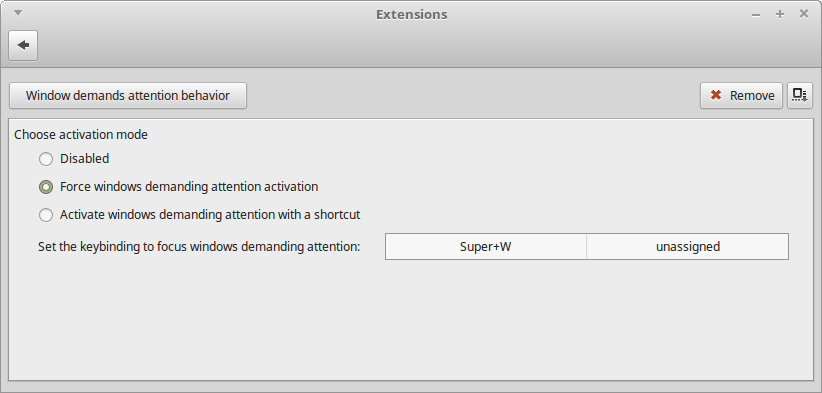 Extensions
Window demands attention behavior
Remove
Choose activation mode
Disabled
Force windows demanding attention activation
Activate windows demanding attention with a shortcut
Set the keybinding to focus windows demanding attention: Super+W unassigned